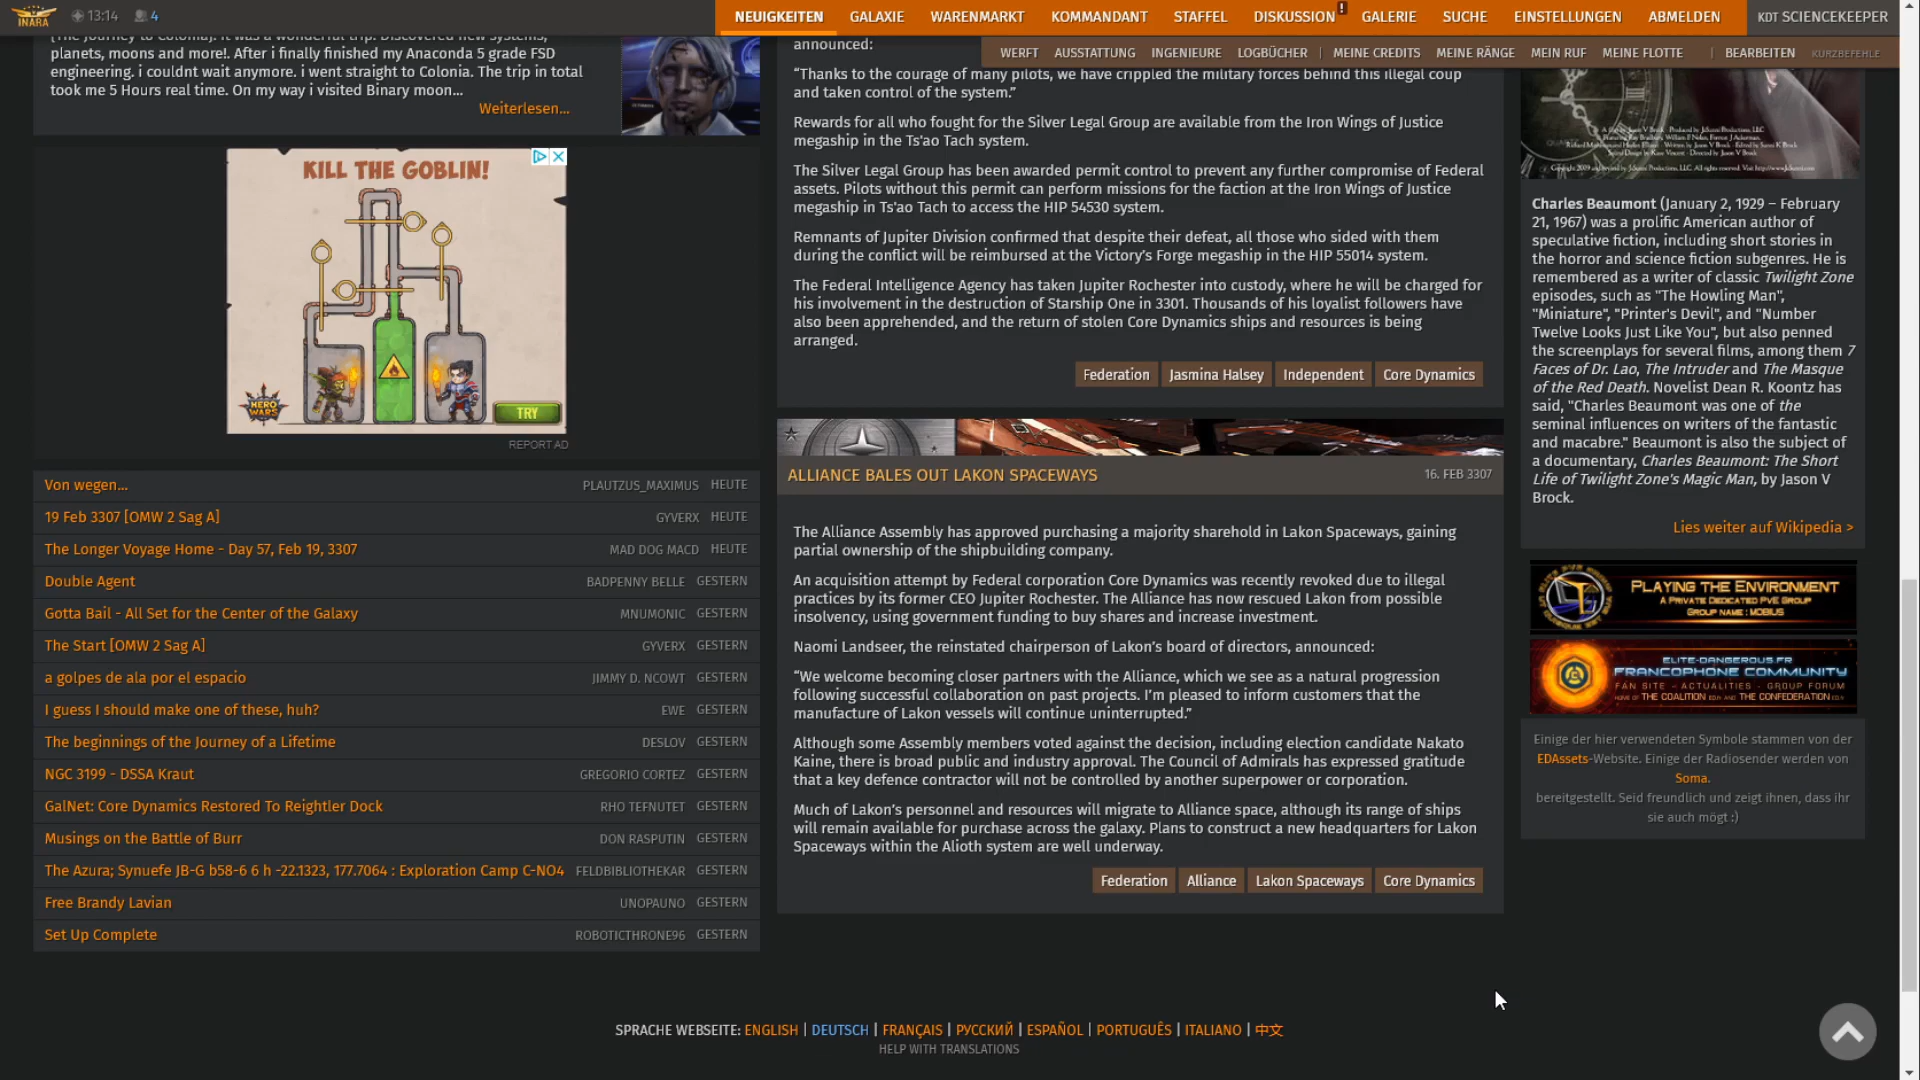 INARA
13:14
4
NEUIGKEITEN
GALAXIE
WARENMARKT
KOMMANDANT
STAFFEL
DISKUSSION
!
GALERIE
SUCHE
EINSTELLUNGEN
ABMELDEN
KDT SCIENCEKEEPER
WERFT
AUSSTATTUNG
INGENIEURE
LOGBÜCHER
|
MEINE CREDITS
MEINE RÄNGE
MEIN RUF
MEINE FLOTTE
|
BEARBEITEN
KURZBEFEHLE
[The Journey to Colonia]. It was a wonderful trip. Discovered new systems,
planets, moons and more!. After i finally finished my Anaconda 5 grade FSD
engineering. i couldnt wait anymore. i went straight to Colonia. The trip in total
took me 5 Hours real time. On my way i visited Binary moon...
Weiterlesen...
KILL THE GOBLIN!
HERO
WARS
TRY
REPORT AD
Von wegen... PLAUTZUS_MAXIMUS HEUTE
19 Feb 3307 [OMW 2 Sag A] GYVERX HEUTE
The Longer Voyage Home - Day 57, Feb 19, 3307 MAD DOG MACD HEUTE
Double Agent BADPENNY BELLE GESTERN
Gotta Bail - All Set for the Center of the Galaxy MNUMONIC GESTERN
The Start [OMW 2 Sag A] GYVERX GESTERN
a golpes de ala por el espacio JIMMY D. NCOWT GESTERN
I guess I should make one of these, huh? EWE GESTERN
The beginnings of the Journey of a Lifetime DESLOV GESTERN
NGC 3199 - DSSA Kraut GREGORIO CORTEZ GESTERN
GalNet: Core Dynamics Restored To Reightler Dock RHO TEFNUTET GESTERN
Musings on the Battle of Burr DON RASPUTIN GESTERN
The Azura; Synuefe JB-G b58-6 6 h -22.1323, 177.7064 : Exploration Camp C-NO4 FELDBIBLIOTHEKAR GESTERN
Free Brandy Lavian UNOPAUNO GESTERN
Set Up Complete ROBOTICTHRONE96 GESTERN
announced:
“Thanks to the courage of many pilots, we have crippled the military forces behind this illegal coup
and taken control of the system.”
Rewards for all who fought for the Silver Legal Group are available from the Iron Wings of Justice
megaship in the Ts'ao Tach system.
The Silver Legal Group has been awarded permit control to prevent any further compromise of Federal
assets. Pilots without this permit can perform missions for the faction at the Iron Wings of Justice
megaship in Ts'ao Tach to access the HIP 54530 system.
Remnants of Jupiter Division confirmed that despite their defeat, all those who sided with them
during the conflict will be reimbursed at the Victory’s Forge megaship in the HIP 55014 system.
The Federal Intelligence Agency has taken Jupiter Rochester into custody, where he will be charged for
his involvement in the destruction of Starship One in 3301. Thousands of his loyalist followers have
also been apprehended, and the return of stolen Core Dynamics ships and resources is being
arranged.
Federation
Jasmina Halsey
Independent
Core Dynamics
ALLIANCE BALES OUT LAKON SPACEWAYS 16. FEB 3307
The Alliance Assembly has approved purchasing a majority sharehold in Lakon Spaceways, gaining
partial ownership of the shipbuilding company.
An acquisition attempt by Federal corporation Core Dynamics was recently revoked due to illegal
practices by its former CEO Jupiter Rochester. The Alliance has now rescued Lakon from possible
insolvency, using government funding to buy shares and increase investment.
Naomi Landseer, the reinstated chairperson of Lakon’s board of directors, announced:
“We welcome becoming closer partners with the Alliance, which we see as a natural progression
following successful collaboration on past projects. I’m pleased to inform customers that the
manufacture of Lakon vessels will continue uninterrupted.”
Although some Assembly members voted against the decision, including election candidate Nakato
Kaine, there is broad public and industry approval. The Council of Admirals has expressed gratitude
that a key defence contractor will not be controlled by another superpower or corporation.
Much of Lakon’s personnel and resources will migrate to Alliance space, although its range of ships
will remain available for purchase across the galaxy. Plans to construct a new headquarters for Lakon
Spaceways within the Alioth system are well underway.
Federation
Alliance
Lakon Spaceways
Core Dynamics
Charles Beaumont (January 2, 1929 – February
21, 1967) was a prolific American author of
speculative fiction, including short stories in
the horror and science fiction subgenres. He is
remembered as a writer of classic Twilight Zone
episodes, such as "The Howling Man",
"Miniature", "Printer's Devil", and "Number
Twelve Looks Just Like You", but also penned
the screenplays for several films, among them 7
Faces of Dr. Lao, The Intruder and The Masque
of the Red Death. Novelist Dean R. Koontz has
said, "Charles Beaumont was one of the
seminal influences on writers of the fantastic
and macabre." Beaumont is also the subject of
a documentary, Charles Beaumont: The Short
Life of Twilight Zone's Magic Man, by Jason V
Brock.
Lies weiter auf Wikipedia >
PLAYING THE ENVIRONMENT
A PRIVATE DEDICATED PVE GROUP
GROUP NAME : MOBIUS
ELITE-DANGEROUS.FR
FRANCOPHONE COMMUNITY
FAN SITE - ACTUALITIES - GROUP FORUM
HOME OF THE COALITION AND THE CONFEDERATION
Einige der hier verwendeten Symbole stammen von der
EDAssets-Website. Einige der Radiosender werden von
Soma.
bereitgestellt. Seid freundlich und zeigt ihnen, dass ihr
sie auch mögt :)
SPRACHE WEBSEITE: ENGLISH | DEUTSCH | FRANÇAIS | РУССКИЙ | ESPAÑOL | PORTUGUÊS | ITALIANO | 中文
HELP WITH TRANSLATIONS